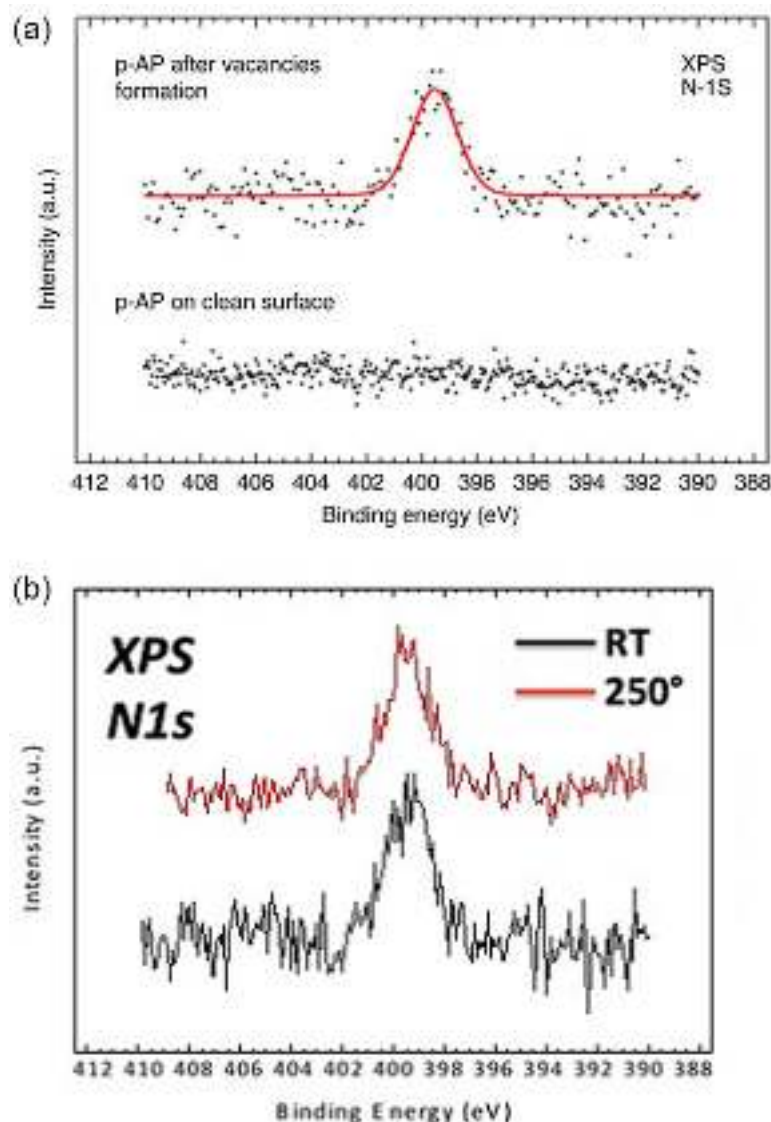 (a)
p-AP after vacancies
formation
XPS
N-1S
Intensity (a.u.)
p-AP on clean surface
412 410 408 406 404 402 400 398 396 394 392 390 388
Binding energy (eV)
(b)
XPS
N1s
RT
250°
Intensity (a.u.)
412 410 408 406 404 402 400 398 396 394 392 390 388
Binding Energy (eV)